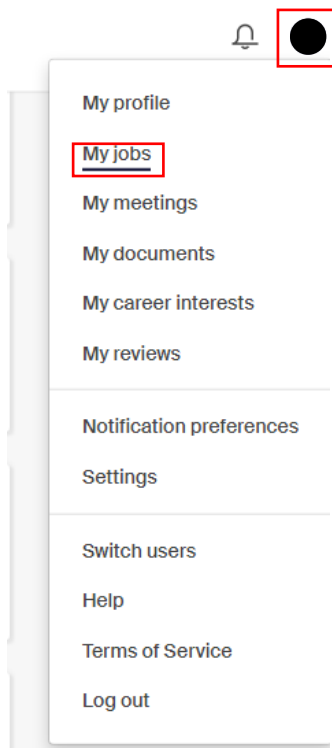 My profile
My jobs
My meetings
My documents
My career interests
My reviews
Notification preferences
Settings
Switch users
Help
Terms of Service
Log out